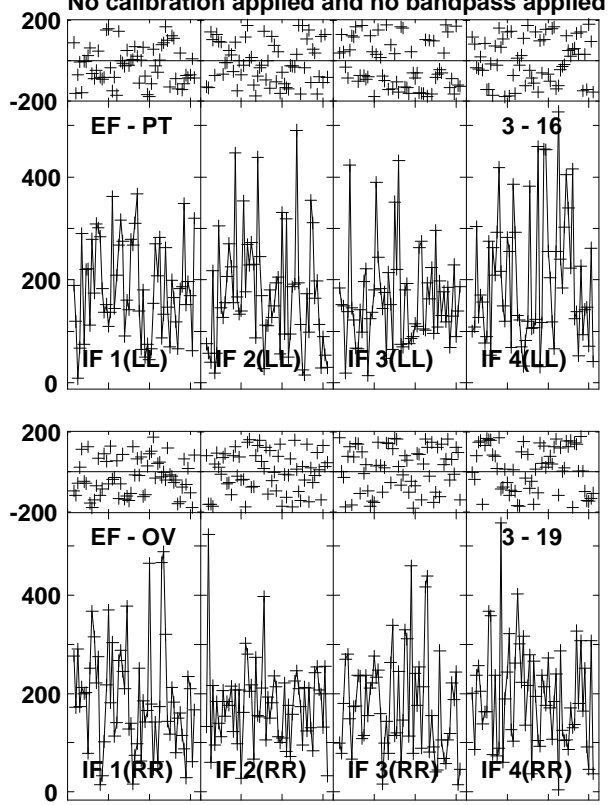 No calibration applied and no bandpass applied
200
-200
EF - PT 3 - 16
400
200
0
IF 1(LL) IF 2(LL) IF 3(LL) IF 4(LL)
200
-200
EF - OV 3 - 19
400
200
0
IF 1(RR) IF 2(RR) IF 3(RR) IF 4(RR)